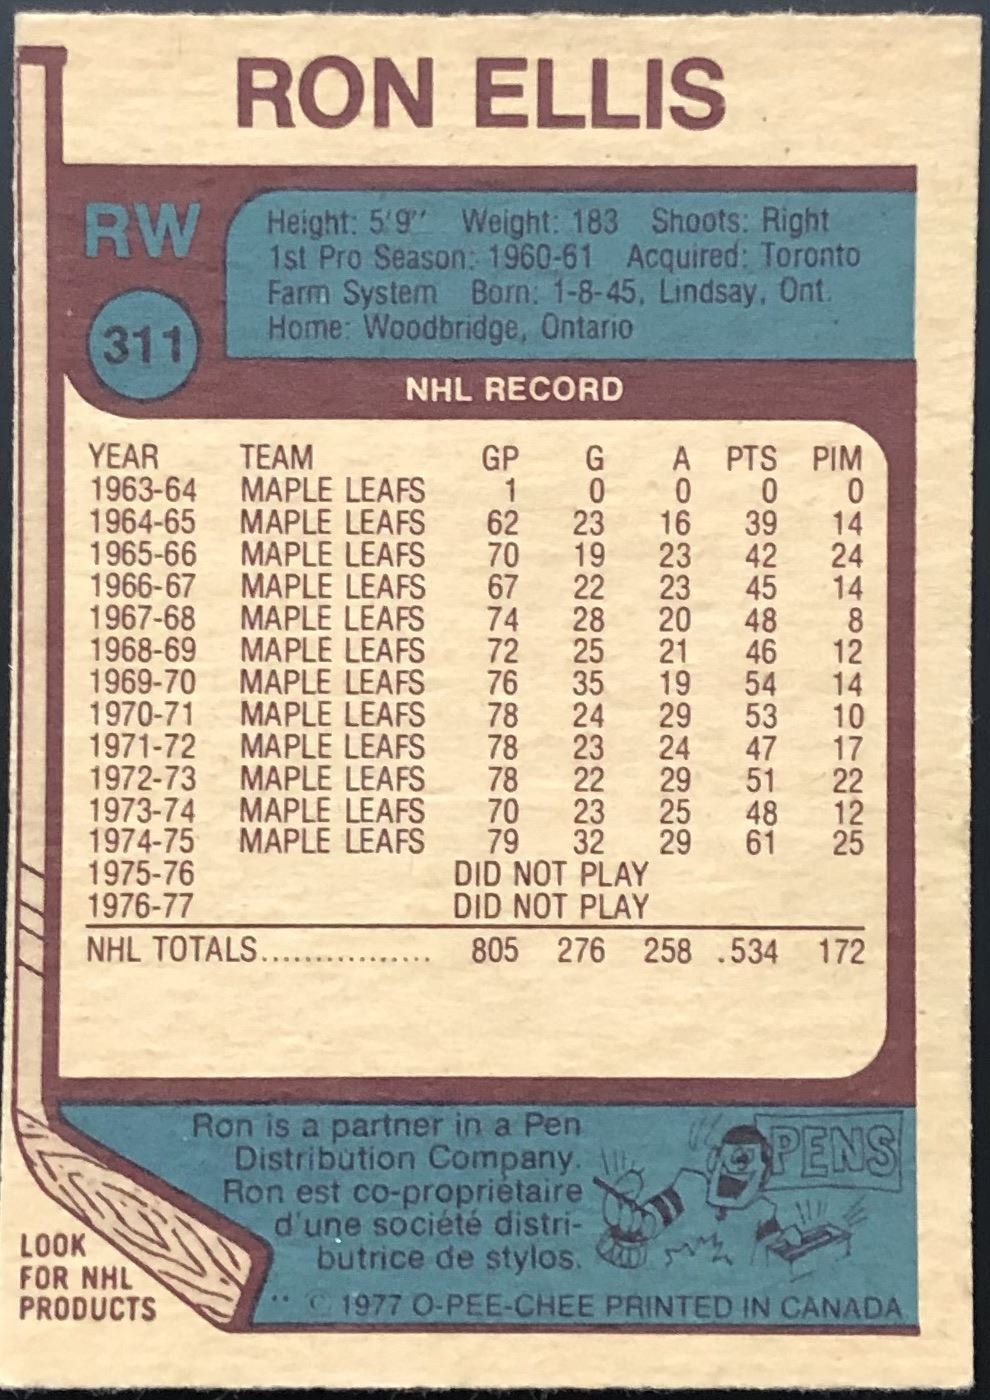 RON ELLIS
RW
311
Height: 5'9" Weight: 183 Shoots: Right
1st Pro Season: 1960-61 Acquired: Toronto
Farm System Born: 1-8-45, Lindsay, Ont.
Home: Woodbridge, Ontario
NHL RECORD
YEAR TEAM GP G A PTS PIM
1963-64 MAPLE LEAFS 1 0 0 0 0
1964-65 MAPLE LEAFS 62 23 16 39 14
1965-66 MAPLE LEAFS 70 19 23 42 24
1966-67 MAPLE LEAFS 67 22 23 45 14
1967-68 MAPLE LEAFS 74 28 20 48 8
1968-69 MAPLE LEAFS 72 25 21 46 12
1969-70 MAPLE LEAFS 76 35 19 54 14
1970-71 MAPLE LEAFS 78 24 29 53 10
1971-72 MAPLE LEAFS 78 23 24 47 17
1972-73 MAPLE LEAFS 78 22 29 51 22
1973-74 MAPLE LEAFS 70 23 25 48 12
1974-75 MAPLE LEAFS 79 32 29 61 25
1975-76 DID NOT PLAY
1976-77 DID NOT PLAY
NHL TOTALS................ 805 276 258 .534 172
Ron is a partner in a Pen
Distribution Company.
Ron est co-propriétaire
d'une société distri-
butrice de stylos.
PENS
LOOK
FOR NHL
PRODUCTS
** © 1977 O-PEE-CHEE PRINTED IN CANADA